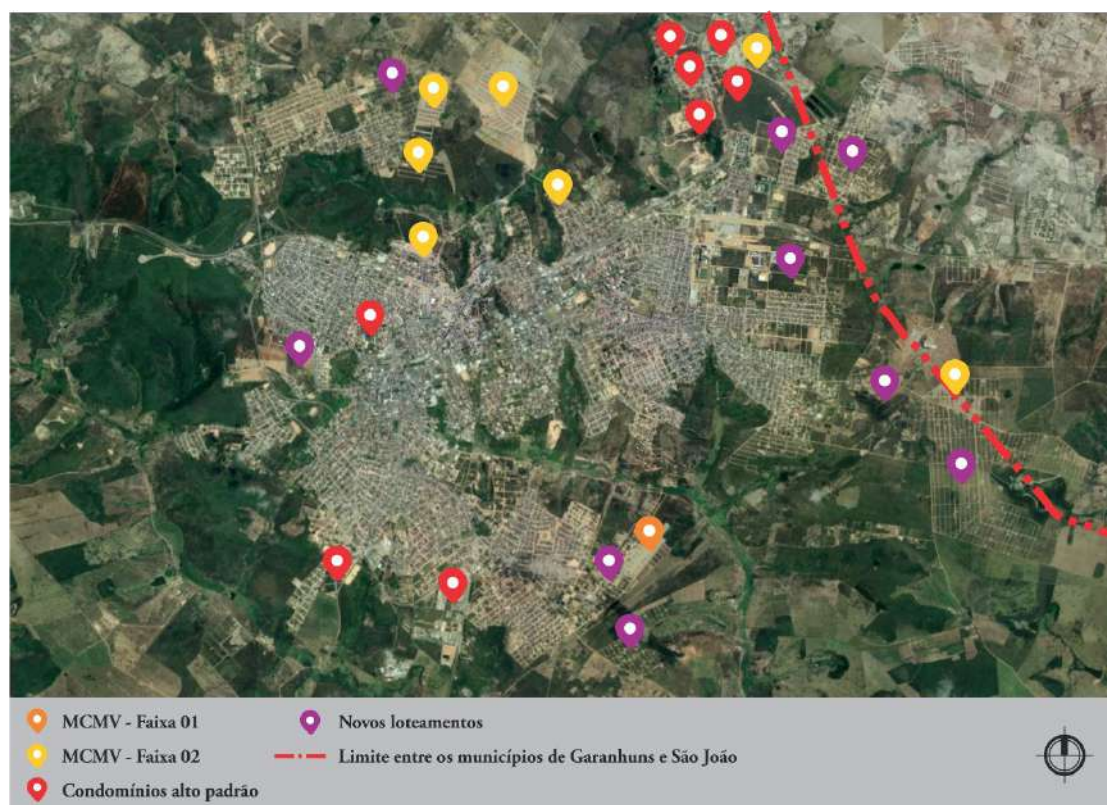 MCMV - Faixa 01
MCMV - Faixa 02
Condomínios alto padrão
Novos loteamentos
Limite entre os municípios de Garanhuns e São João